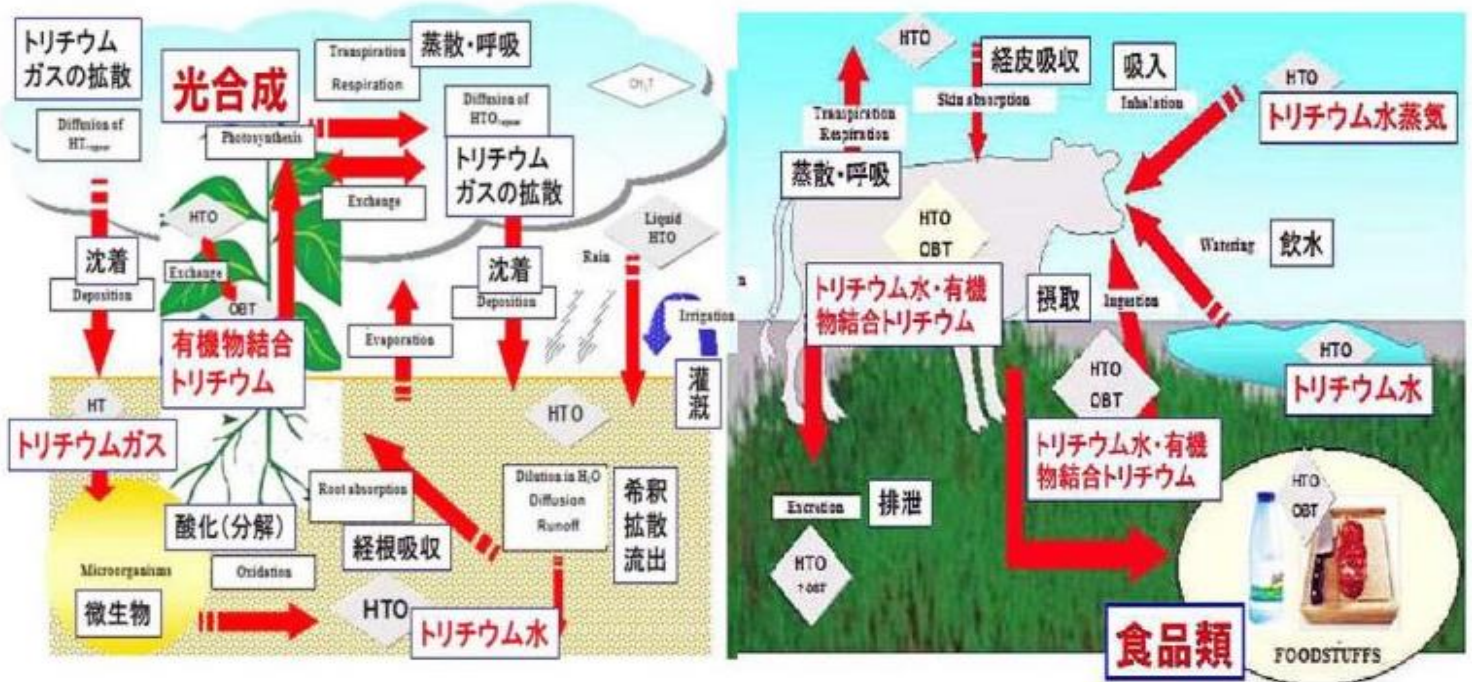 トリチウム
ガスの拡散
Diffusion of
光合成
Photosynthesis
Transpiration
Respiration
蒸散・呼吸
Diffusion of
トリチウム
ガスの拡散
Exchange
HTO
Exchange
OBT
有機物結合
トリチウム
沈着
Deposition
沈着
Deposition
Evaporation
Rain
Liquid
HTO
Irrigation
灌漑
HT
トリチウムガス
酸化(分解)
Oxidation
Microorganisms
微生物
Root absorption
経根吸収
HTO
Dilution in H₂O
Diffusion
Runoff
希釈
拡散
流出
HTO
トリチウム水
HTO
Transpiration
Respiration
蒸散・呼吸
経皮吸収
Skin absorption
吸入
Inhalation
HTO
トリチウム水蒸気
HTO
OBT
トリチウム水・有機
物結合トリチウム
Watering
飲水
摂取
Ingestion
HTO
トリチウム水
HTO
OBT
トリチウム水・有機
物結合トリチウム
Excretion
排泄
HTO
? OBT
HTO
OBT
食品類
FOODSTUFFS